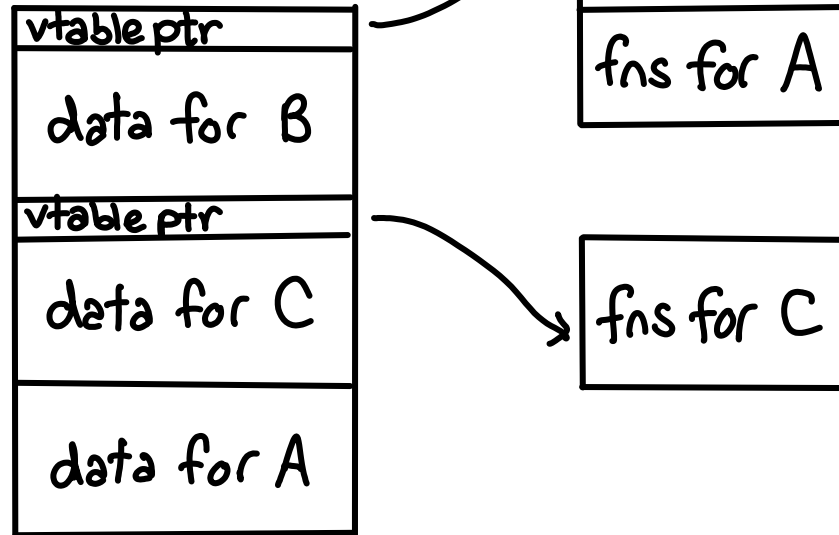 vtable ptr
data for B
vtable ptr
data for C
data for A
fns for A
fns for C